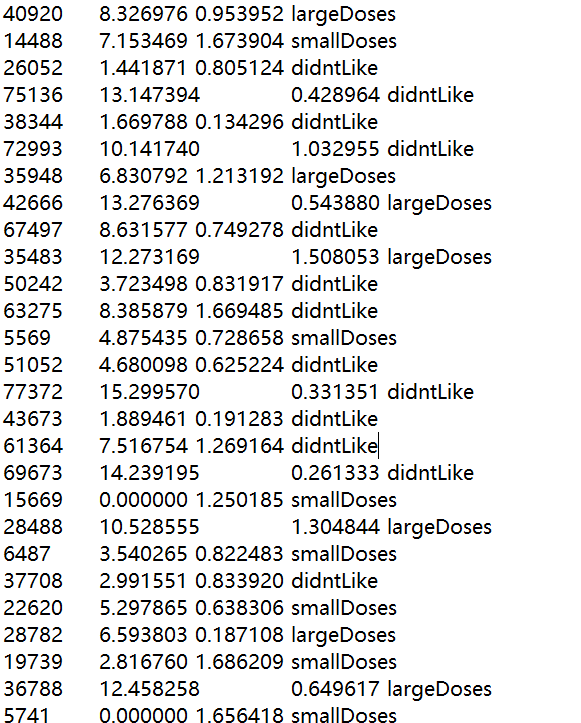 40920 8.326976 0.953952 largeDoses
14488 7.153469 1.673904 smallDoses
26052 1.441871 0.805124 didntLike
75136 13.147394 0.428964 didntLike
38344 1.669788 0.134296 didntLike
72993 10.141740 1.032955 didntLike
35948 6.830792 1.213192 largeDoses
42666 13.276369 0.543880 largeDoses
67497 8.631577 0.749278 didntLike
35483 12.273169 1.508053 largeDoses
50242 3.723498 0.831917 didntLike
63275 8.385879 1.669485 didntLike
5569 4.875435 0.728658 smallDoses
51052 4.680098 0.625224 didntLike
77372 15.299570 0.331351 didntLike
43673 1.889461 0.191283 didntLike
61364 7.516754 1.269164 didntLike
69673 14.239195 0.261333 didntLike
15669 0.000000 1.250185 smallDoses
28488 10.528555 1.304844 largeDoses
6487 3.540265 0.822483 smallDoses
37708 2.991551 0.833920 didntLike
22620 5.297865 0.638306 smallDoses
28782 6.593803 0.187108 largeDoses
19739 2.816760 1.686209 smallDoses
36788 12.458258 0.649617 largeDoses
5741 0.000000 1.656418 smallDoses